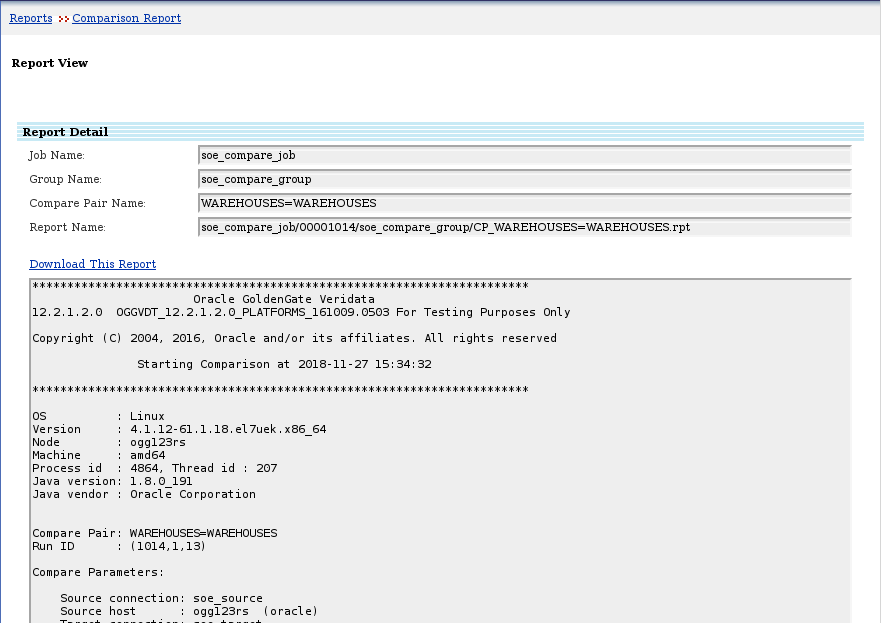 Reports >> Comparison Report
Report View
Report Detail
Job Name: soe_compare_job
Group Name: soe_compare_group
Compare Pair Name: WAREHOUSES=WAREHOUSES
Report Name: soe_compare_job/00001014/soe_compare_group/CP_WAREHOUSES=WAREHOUSES.rpt
Download This Report
***********************************************************************
Oracle GoldenGate Veridata
12.2.1.2.0  OGGVDT_12.2.1.2.0_PLATFORMS_161009.0503 For Testing Purposes Only
Copyright (C) 2004, 2016, Oracle and/or its affiliates. All rights reserved
Starting Comparison at 2018-11-27 15:34:32
***********************************************************************
OS          : Linux
Version     : 4.1.12-61.1.18.el7uek.x86_64
Node        : ogg123rs
Machine     : amd64
Process id  : 4864, Thread id : 207
Java version: 1.8.0_191
Java vendor : Oracle Corporation
Compare Pair: WAREHOUSES=WAREHOUSES
Run ID      : (1014,1,13)
Compare Parameters:
Source connection: soe_source
Source host      : ogg123rs  (oracle)
Target connection: soe_target